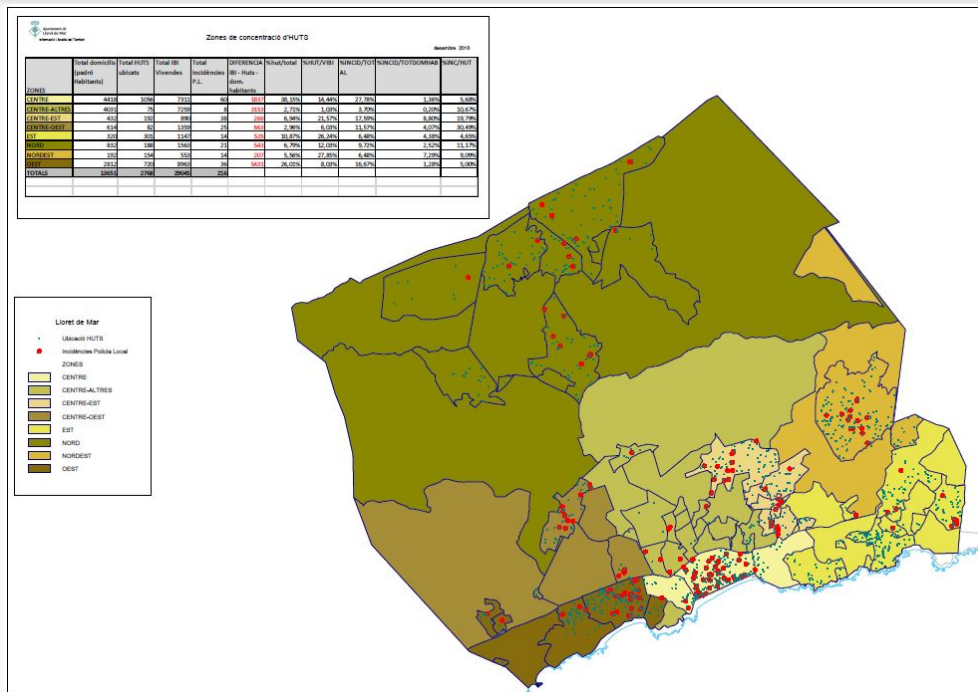 Ajuntament de
Lloret de Mar
Zones de concentració d'HUTS
desembre 2018
ZONES Total domicilis (padró Habitants) Total HUTS ubicats Total IBI Vivendes Total Incidències P.L. DIFERENCIA IBI - Huts - dom. habitants %hut/total %HUT/VIBI %INCID/TOTAL %INCID/TOTDOMHAB %INC/HUT
CENTRE 4418 1056 7311 60 1837 38,15% 14,44% 27,78% 1,36% 5,68%
CENTRE-ALTRES 4031 75 7259 8 3153 2,71% 1,03% 3,70% 0,20% 10,67%
CENTRE-EST 432 192 890 38 266 6,94% 21,57% 17,59% 8,80% 19,79%
CENTRE-OEST 614 82 1359 25 663 2,96% 6,03% 11,57% 4,07% 30,49%
EST 320 301 1147 14 526 10,87% 26,24% 6,48% 4,38% 4,65%
NORD 832 188 1563 21 543 6,79% 12,03% 9,72% 2,52% 11,17%
NORDEST 192 154 553 14 207 5,56% 27,85% 6,48% 7,29% 9,09%
OEST 2812 720 8963 36 5431 26,01% 8,03% 16,67% 1,28% 5,00%
TOTALS 13651 2768 29045 216
Lloret de Mar
Ubicació HUTS
Incidències Policia Local
ZONES
CENTRE
CENTRE-ALTRES
CENTRE-EST
CENTRE-OEST
EST
NORD
NORDEST
OEST